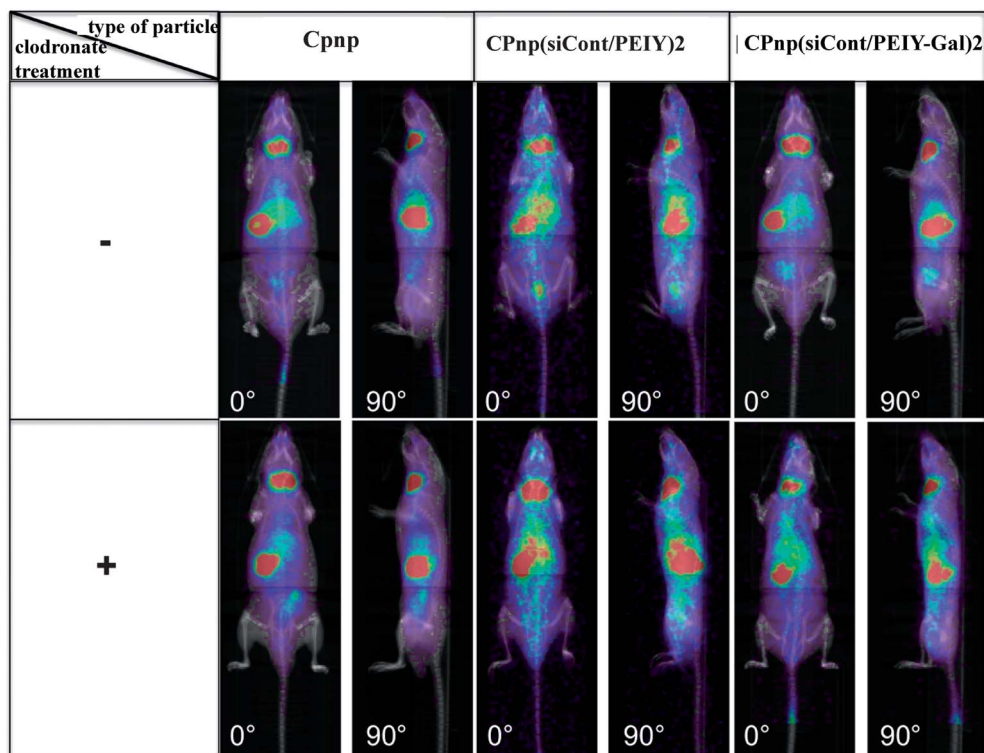 type of particle
clodronate
treatment
Cpnp
CPnp(siCont/PEIY)2
| CPnp(siCont/PEIY-Gal)2
-
0°
90°
0°
90°
0°
90°
+
0°
90°
0°
90°
0°
90°